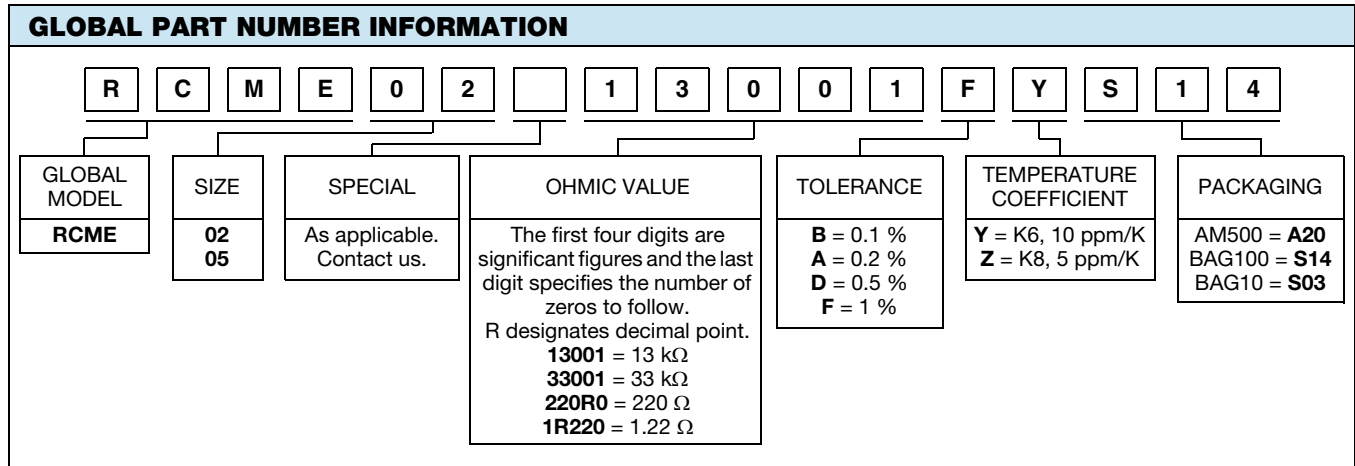 GLOBAL PART NUMBER INFORMATION
R C M E 0 2 1 3 0 0 1 F Y S 1 4
GLOBAL
MODEL
RCME
SIZE
02
05
SPECIAL
As applicable.
Contact us.
OHMIC VALUE
The first four digits are
significant figures and the last
digit specifies the number of
zeros to follow.
R designates decimal point.
13001 = 13 kΩ
33001 = 33 kΩ
220R0 = 220 Ω
1R220 = 1.22 Ω
TOLERANCE
B = 0.1 %
A = 0.2 %
D = 0.5 %
F = 1 %
TEMPERATURE
COEFFICIENT
Y = K6, 10 ppm/K
Z = K8, 5 ppm/K
PACKAGING
AM500 = A20
BAG100 = S14
BAG10 = S03